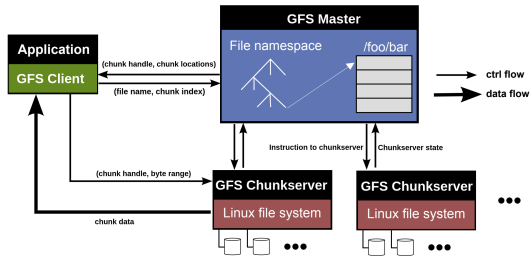 GFS Master
Application
GFS Client
(chunk handle, chunk locations)
(file name, chunk index)
File namespace
/foo/bar
ctrl flow
data flow
Instruction to chunkserver
Chunkserver state
(chunk handle, byte range)
chunk data
GFS Chunkserver
Linux file system
GFS Chunkserver
Linux file system